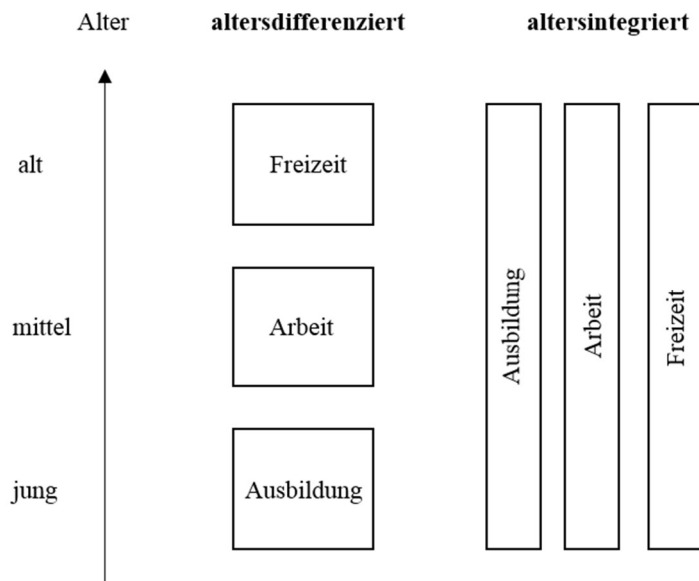 Alter altersdifferenziert altersintegriert
alt Freizeit
mittel Arbeit
jung Ausbildung
Ausbildung
Arbeit
Freizeit